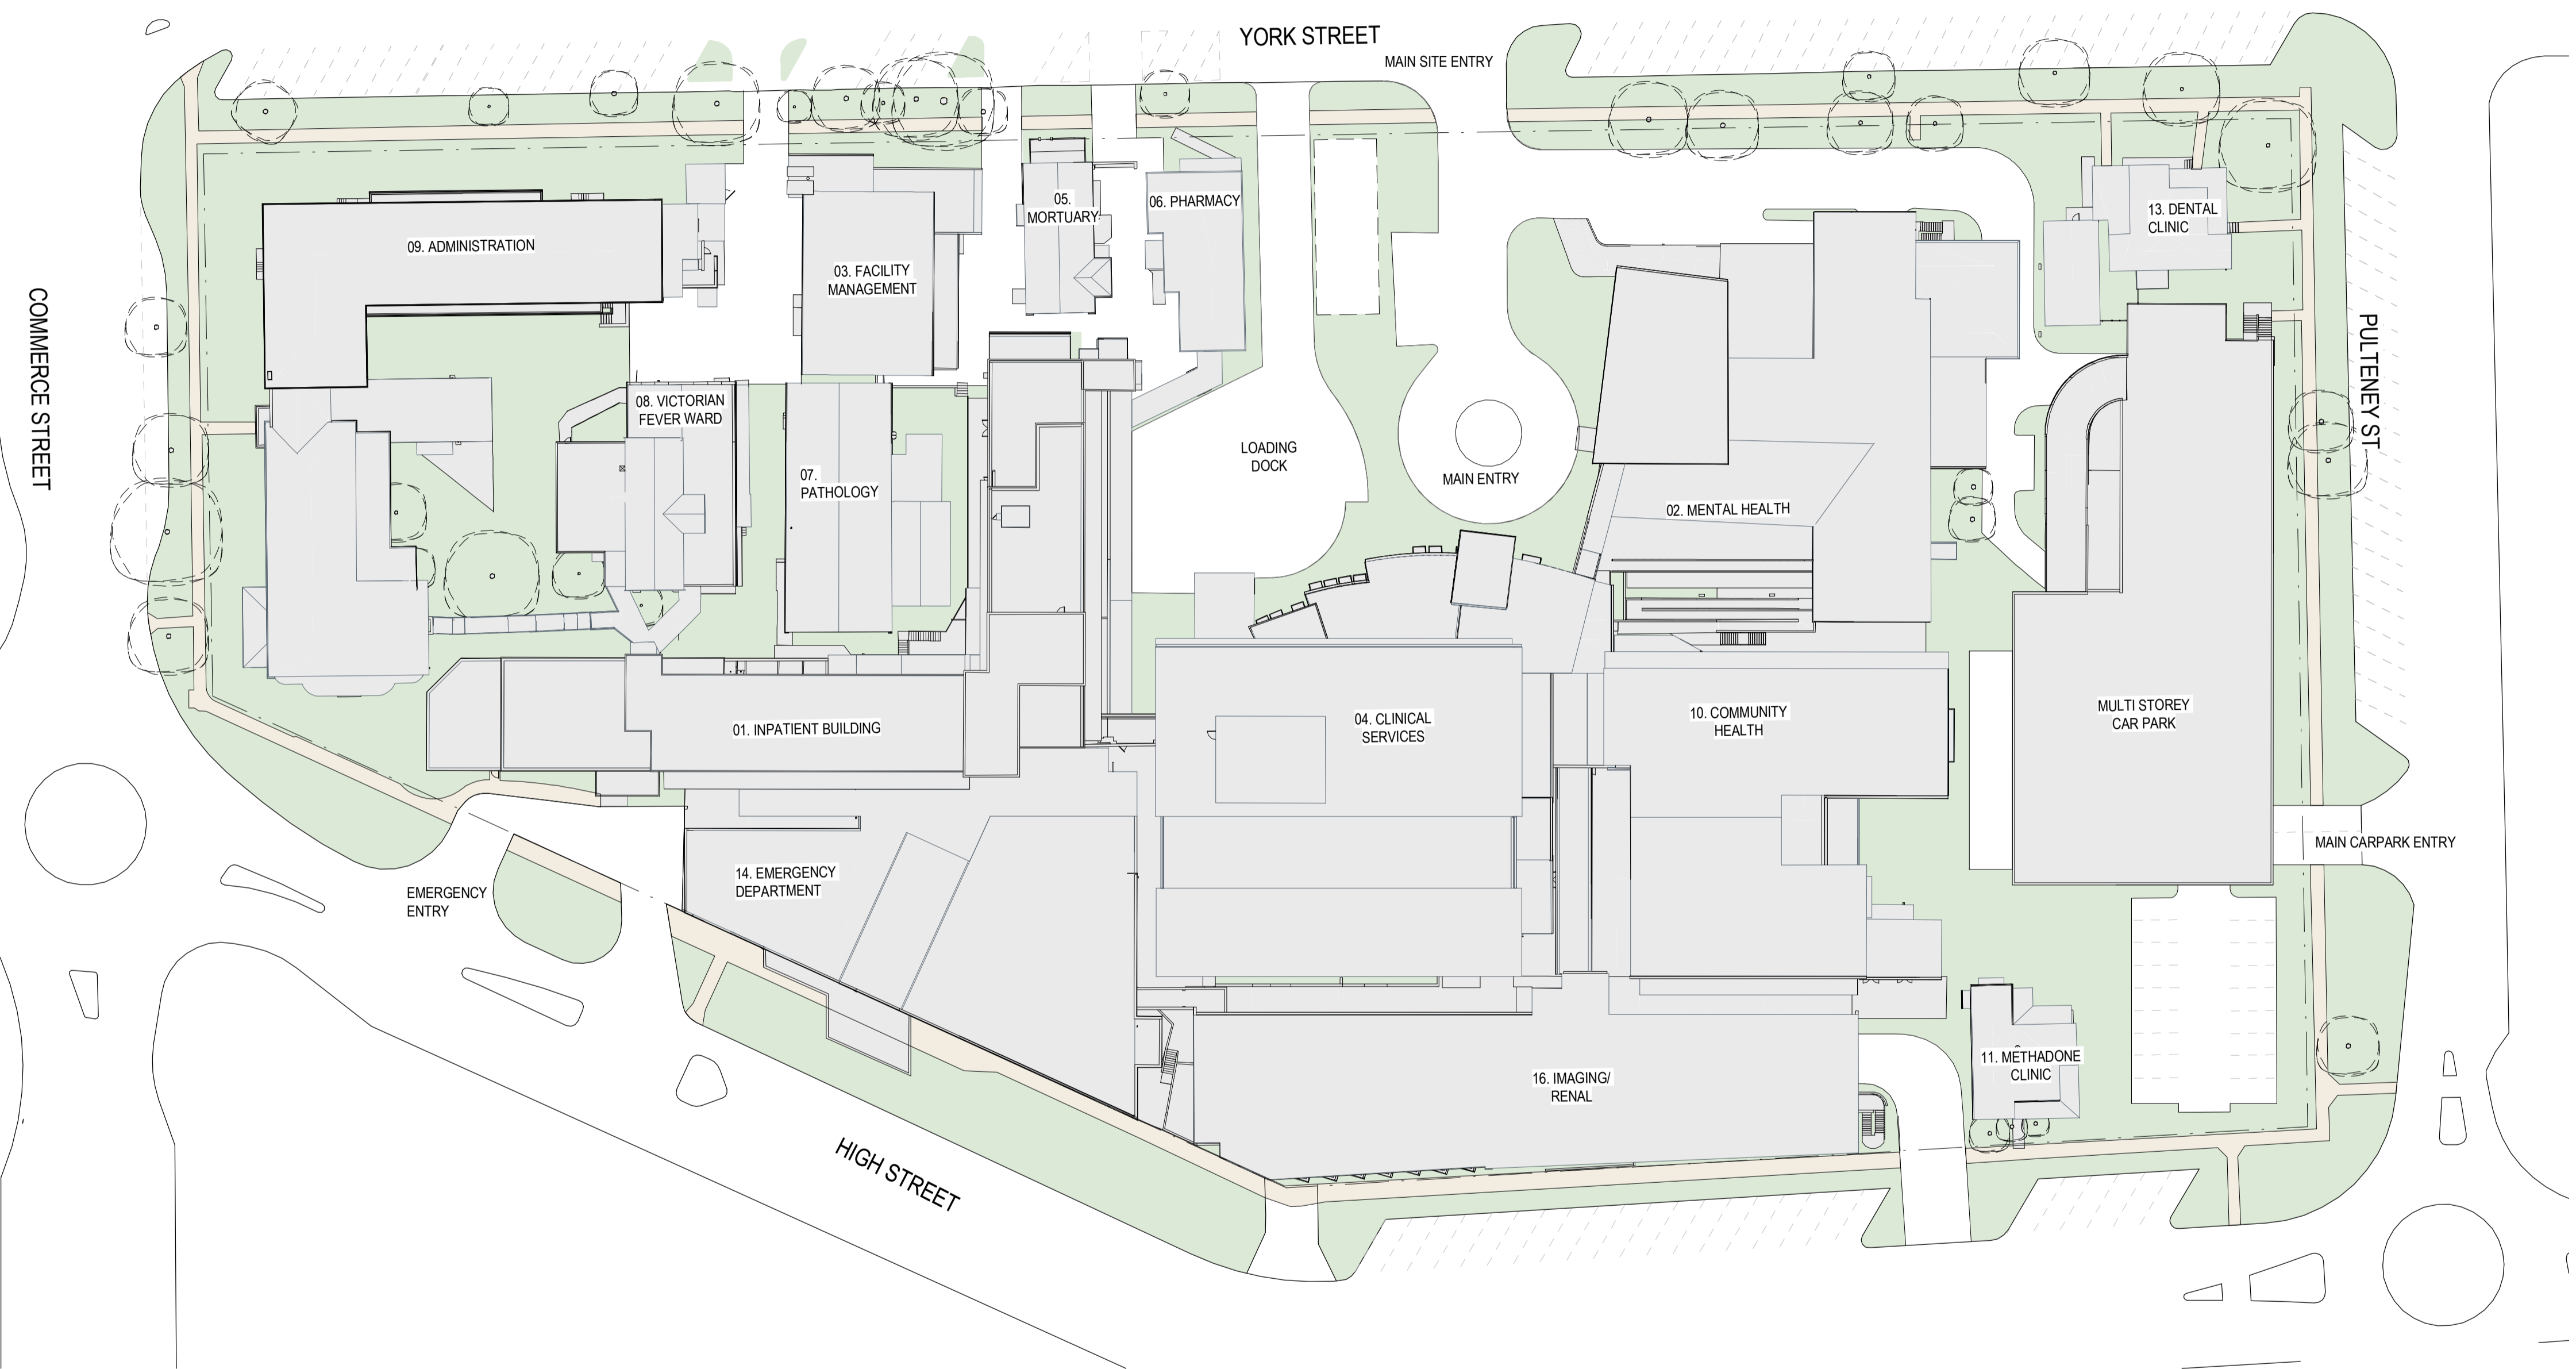 YORK STREET
MAIN SITE ENTRY
05.
MORTUARY
06. PHARMACY
13. DENTAL
CLINIC
09. ADMINISTRATION
03. FACILITY
MANAGEMENT
COMMERCE STREET
PULTENEY ST
08. VICTORIAN
FEVER WARD
07.
PATHOLOGY
LOADING
DOCK
MAIN ENTRY
02. MENTAL HEALTH
01. INPATIENT BUILDING
04. CLINICAL
SERVICES
10. COMMUNITY
HEALTH
MULTI STOREY
CAR PARK
MAIN CARPARK ENTRY
14. EMERGENCY
DEPARTMENT
EMERGENCY
ENTRY
11. METHADONE
CLINIC
16. IMAGING/
RENAL
HIGH STREET